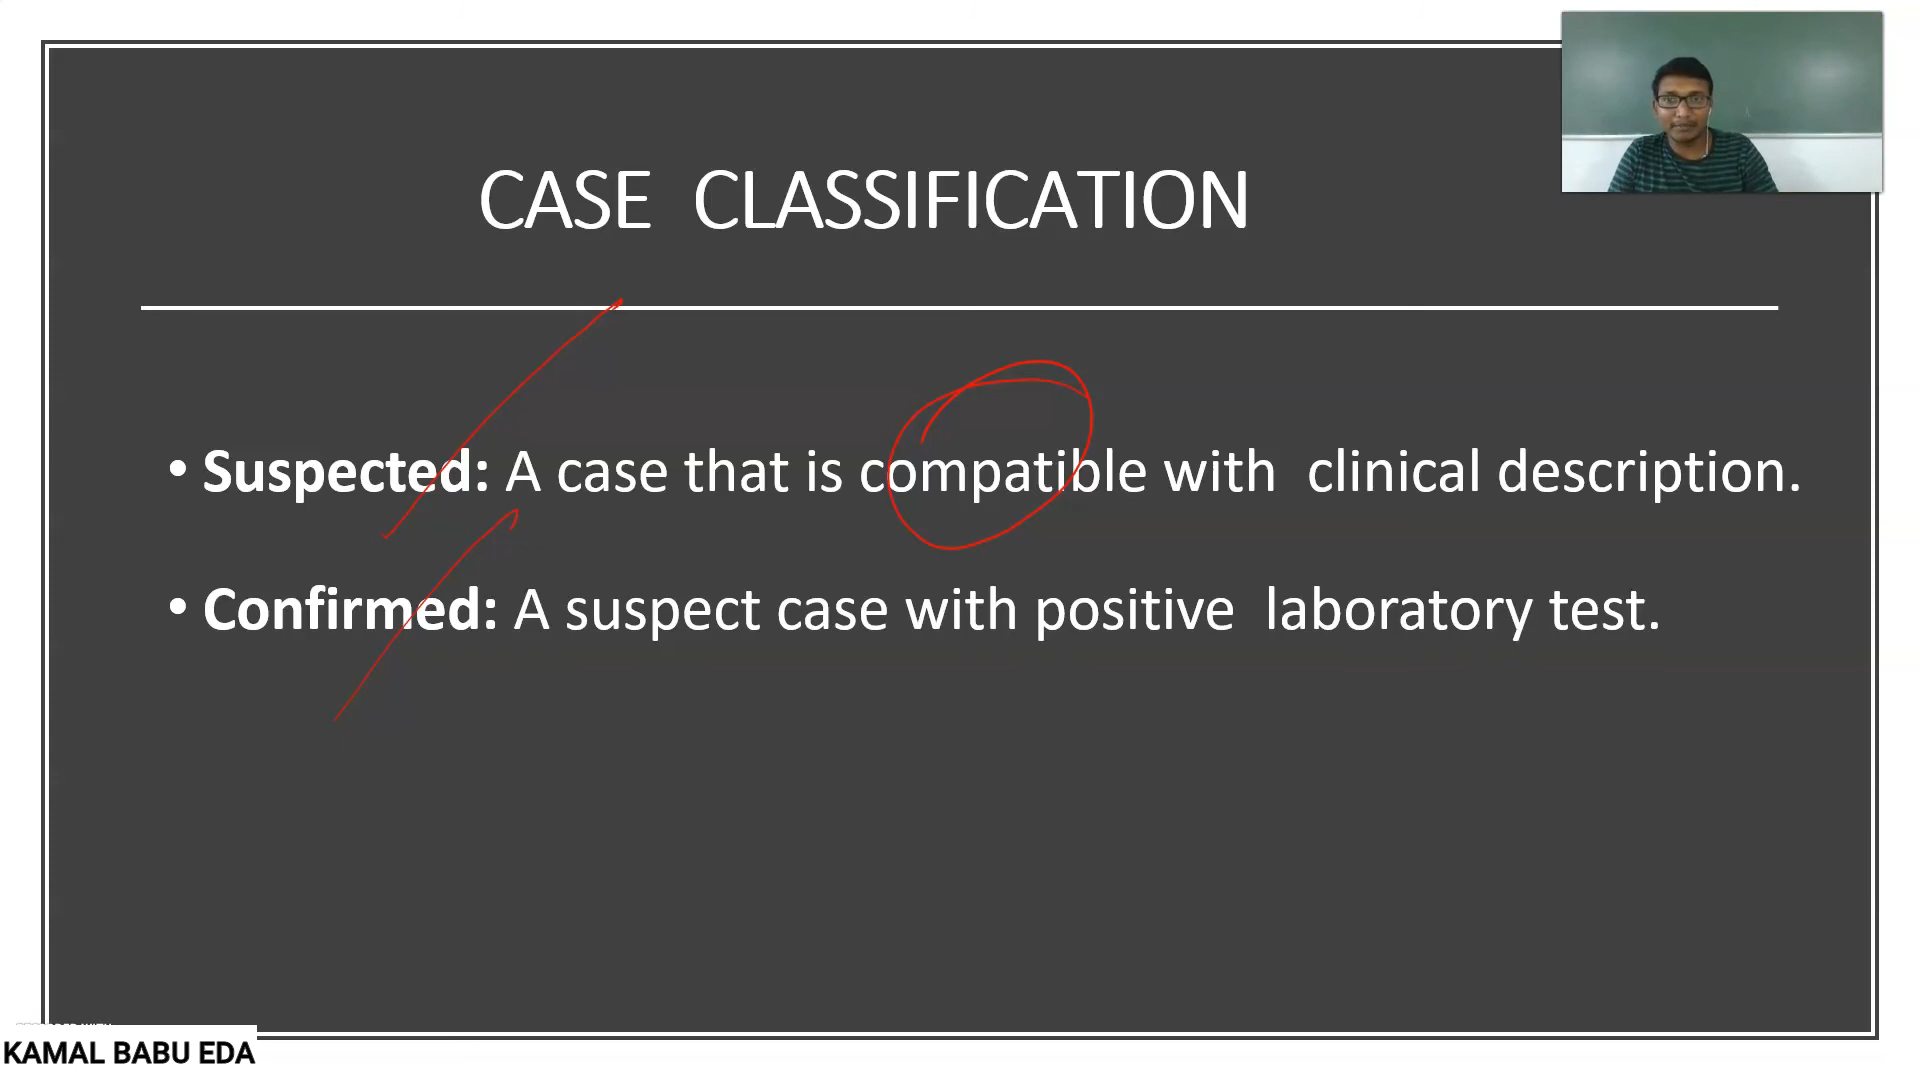 CASE CLASSIFICATION
• Suspected: A case that is compatible with clinical description.
• Confirmed: A suspect case with positive laboratory test.
KAMAL BABU EDA